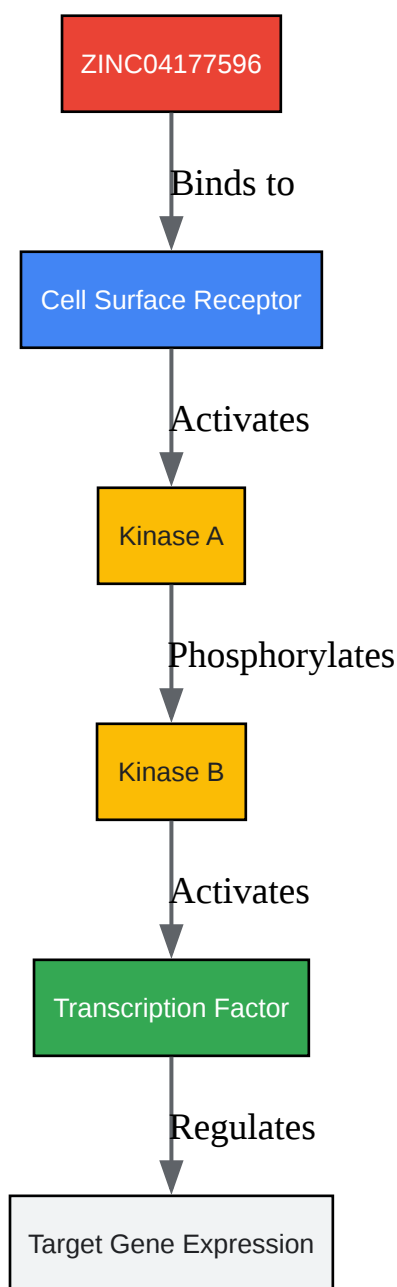 ZINC04177596
Binds to
Cell Surface Receptor
Activates
Kinase A
Phosphorylates
Kinase B
Activates
Transcription Factor
Regulates
Target Gene Expression